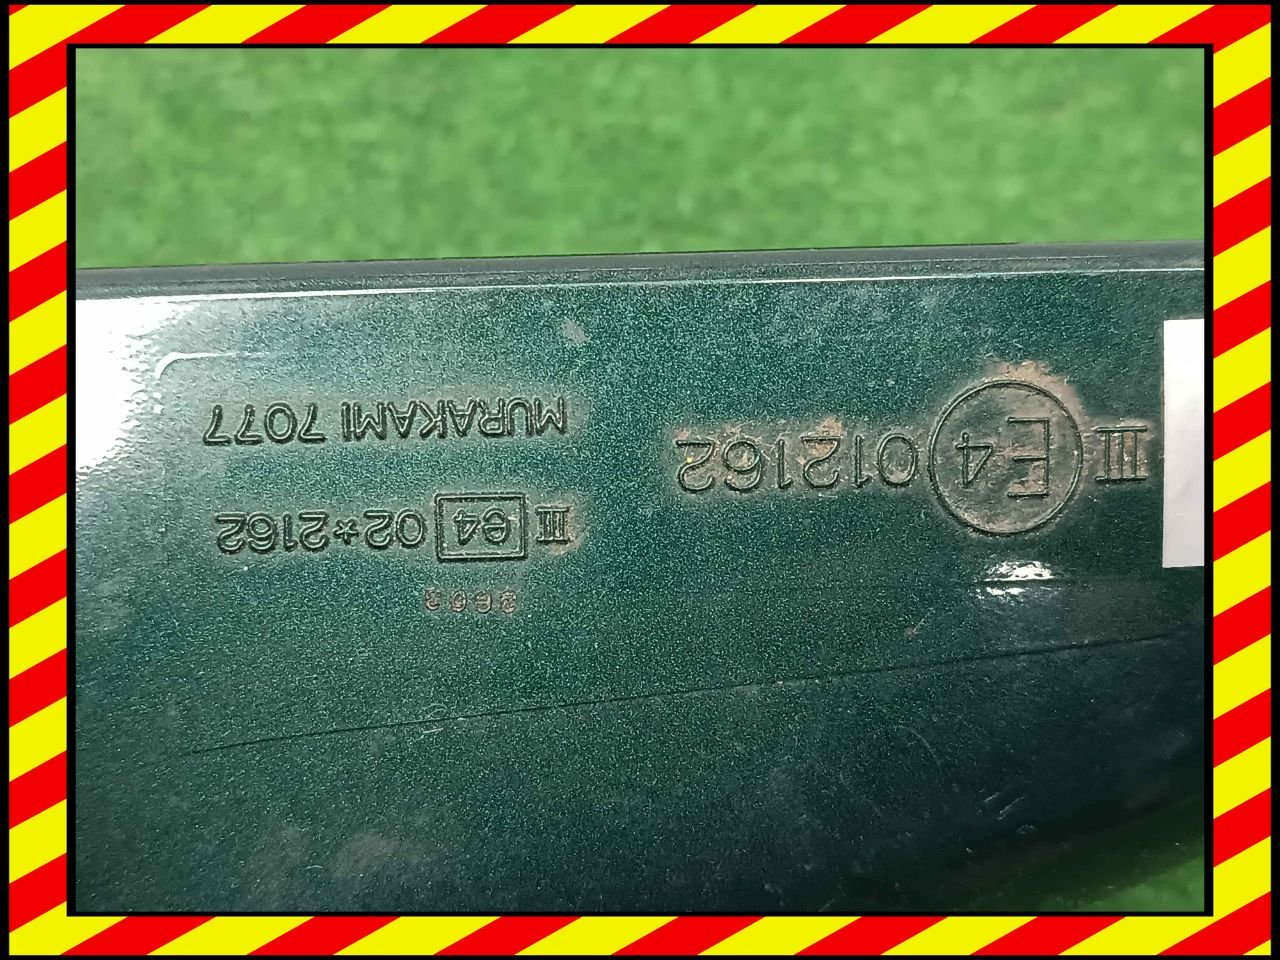 III E4 012162
III e4 02*2162
MURAKAMI 7077